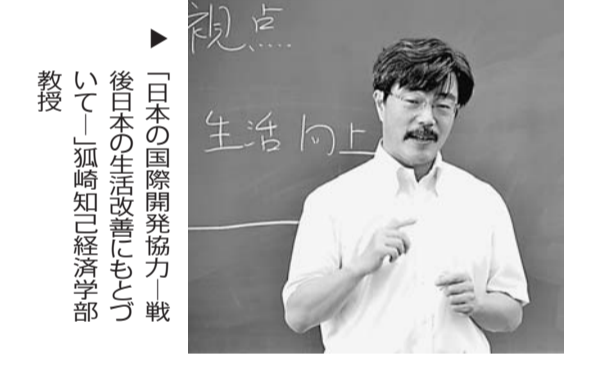 ▶「日本の国際開発協力―戦
後日本の生活改善にもとづ
いて―」狐崎知己経済学部
教授
視点
生活向上